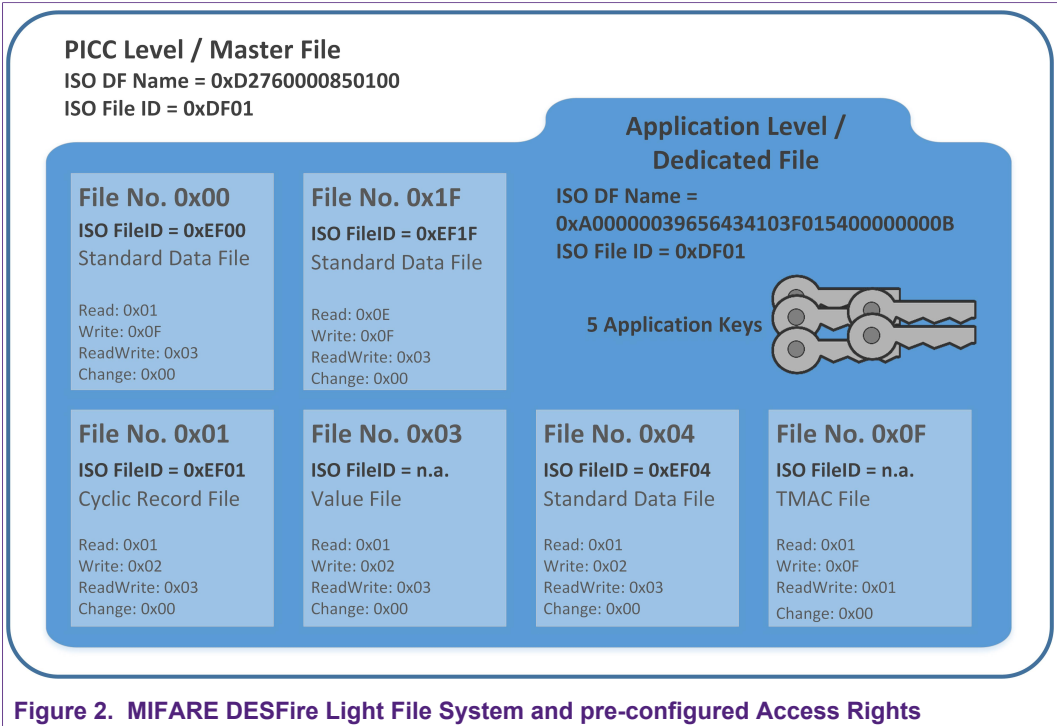 PICC Level / Master File
ISO DF Name = 0xD2760000850100
ISO File ID = 0xDF01
Application Level /
Dedicated File
ISO DF Name =
0xA00000039656434103F015400000000B
ISO File ID = 0xDF01
5 Application Keys
File No. 0x00
ISO FileID = 0xEF00
Standard Data File
Read: 0x01
Write: 0x0F
ReadWrite: 0x03
Change: 0x00
File No. 0x1F
ISO FileID = 0xEF1F
Standard Data File
Read: 0x0E
Write: 0x0F
ReadWrite: 0x03
Change: 0x00
File No. 0x01
ISO FileID = 0xEF01
Cyclic Record File
Read: 0x01
Write: 0x02
ReadWrite: 0x03
Change: 0x00
File No. 0x03
ISO FileID = n.a.
Value File
Read: 0x01
Write: 0x02
ReadWrite: 0x03
Change: 0x00
File No. 0x04
ISO FileID = 0xEF04
Standard Data File
Read: 0x01
Write: 0x02
ReadWrite: 0x03
Change: 0x00
File No. 0x0F
ISO FileID = n.a.
TMAC File
Read: 0x01
Write: 0x0F
ReadWrite: 0x01
Change: 0x00
Figure 2. MIFARE DESFire Light File System and pre-configured Access Rights